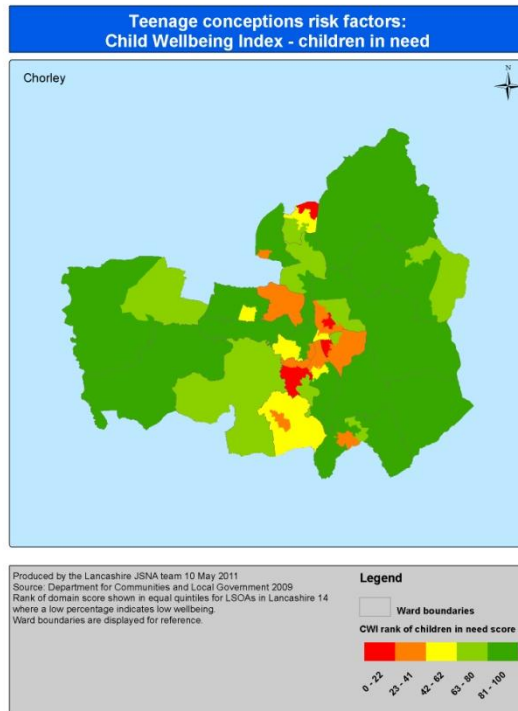 Teenage conceptions risk factors:
Child Wellbeing Index - children in need
Chorley
N
Produced by the Lancashire JSNA team 10 May 2011
Source: Department for Communities and Local Government 2009
Rank of domain score shown in equal quintiles for LSOAs in Lancashire 14
where a low percentage indicates low wellbeing.
Ward boundaries are displayed for reference.
Legend
Ward boundaries
CWI rank of children in need score
0 - 22
23 - 41
42 - 62
63 - 80
81 - 100